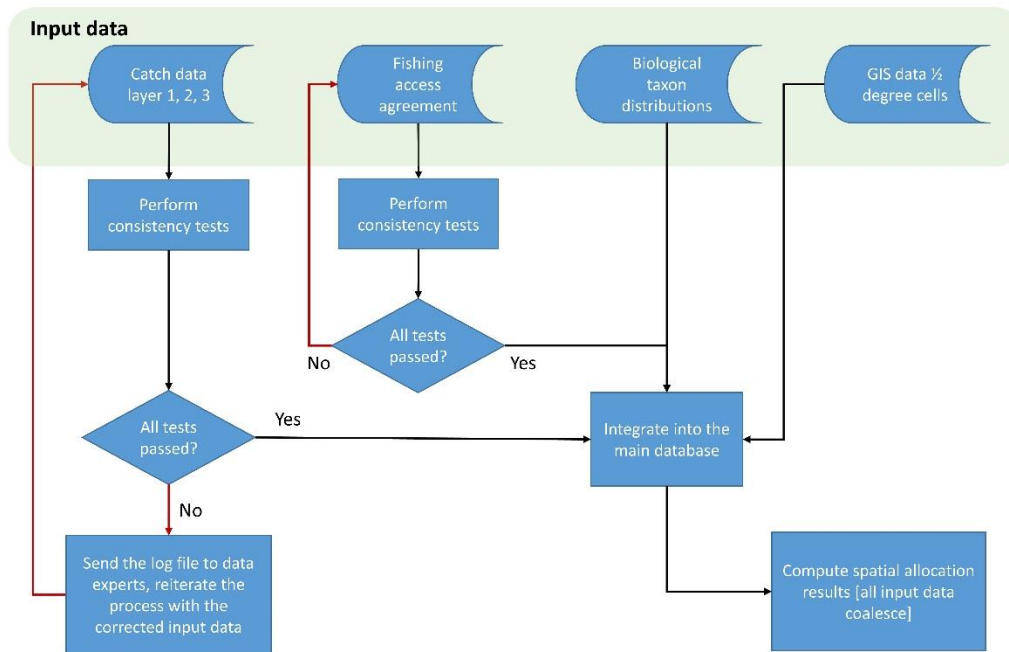 Input data
Catch data
layer 1, 2, 3
Fishing
access
agreement
Biological
taxon
distributions
GIS data ½
degree cells
Perform
consistency tests
Perform
consistency tests
All tests
passed?
No
Yes
All tests
passed?
Yes
Integrate into the
main database
No
Send the log file to data
experts, reiterate the
process with the
corrected input data
Compute spatial allocation
results [all input data
coalesce]